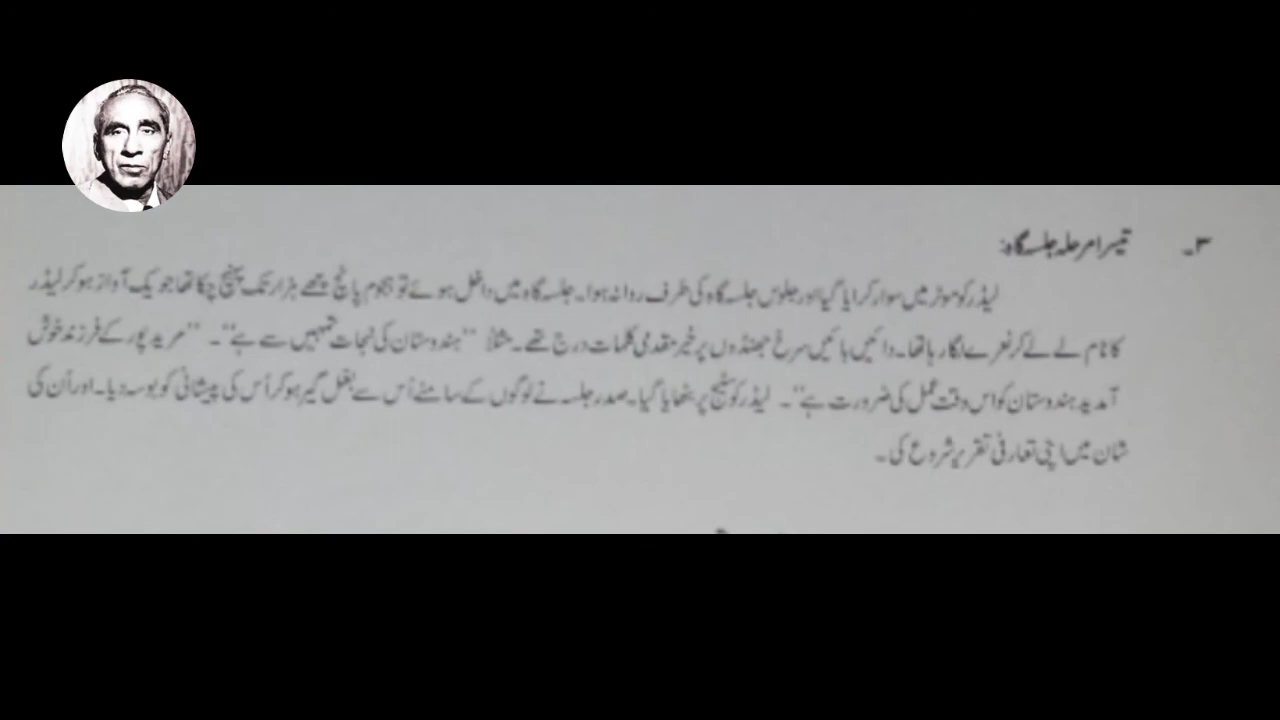 ۳۔ تیسرا مرحلہ جلسہ گاہ:
لیڈر کو موٹر میں سوار کرایا گیا اور جلوس جلسہ گاہ کی طرف روانہ ہوا۔ جلسہ گاہ میں داخل ہوئے تو ہجوم پانچ چھے ہزار تک پہنچ چکا تھا جو یک آواز ہو کر لیڈر
کا نام لے لے کر نعرے لگا رہا تھا۔ دائیں بائیں سرخ جھنڈوں پر خیر مقدمی کلمات درج تھے۔ مثلاً ’’ہندوستان کی نجات تمہیں سے ہے‘‘۔ ’’مرید پور کے فرزند خوش
آمدید ہندوستان کو اس وقت عمل کی ضرورت ہے‘‘۔ لیڈر کو سٹیج پر بٹھایا گیا۔ صدر جلسہ نے لوگوں کے سامنے اُس سے بغل گیر ہو کر اُس کی پیشانی کو بوسہ دیا۔ اور اُن کی
شان میں اپنی تعارفی تقریر شروع کی۔